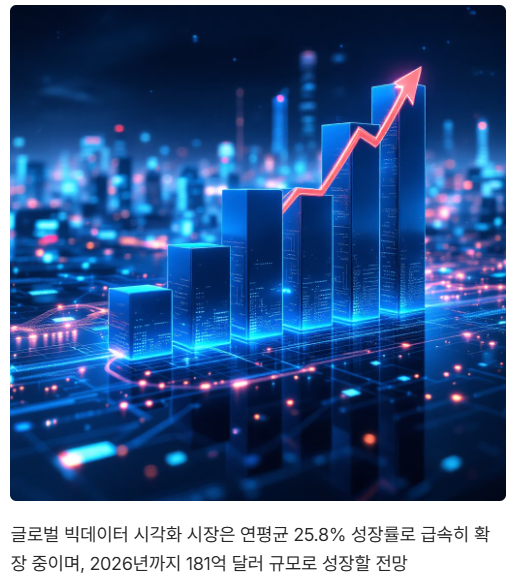 글로벌 빅데이터 시각화 시장은 연평균 25.8% 성장률로 급속히 확
장 중이며, 2026년까지 181억 달러 규모로 성장할 전망